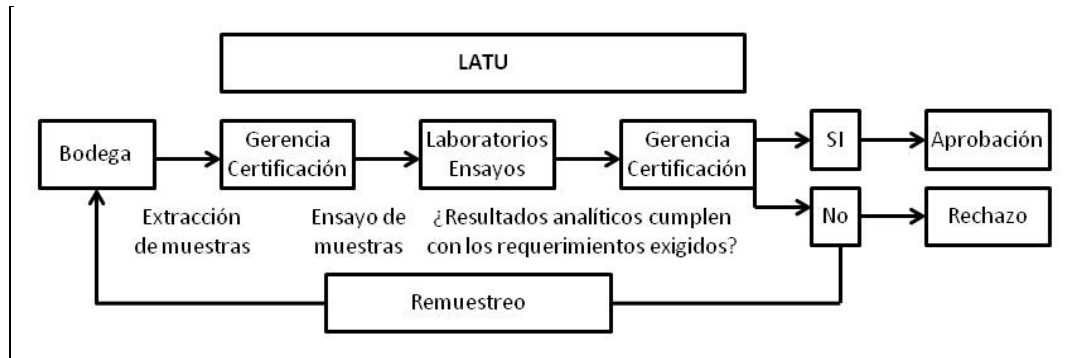 LATU
Bodega
Gerencia
Certificación
Laboratorios
Ensayos
Gerencia
Certificación
SI
Aprobación
No
Rechazo
Extracción
de muestras
Ensayo de
muestras
¿Resultados analíticos cumplen
con los requerimientos exigidos?
Remuestreo